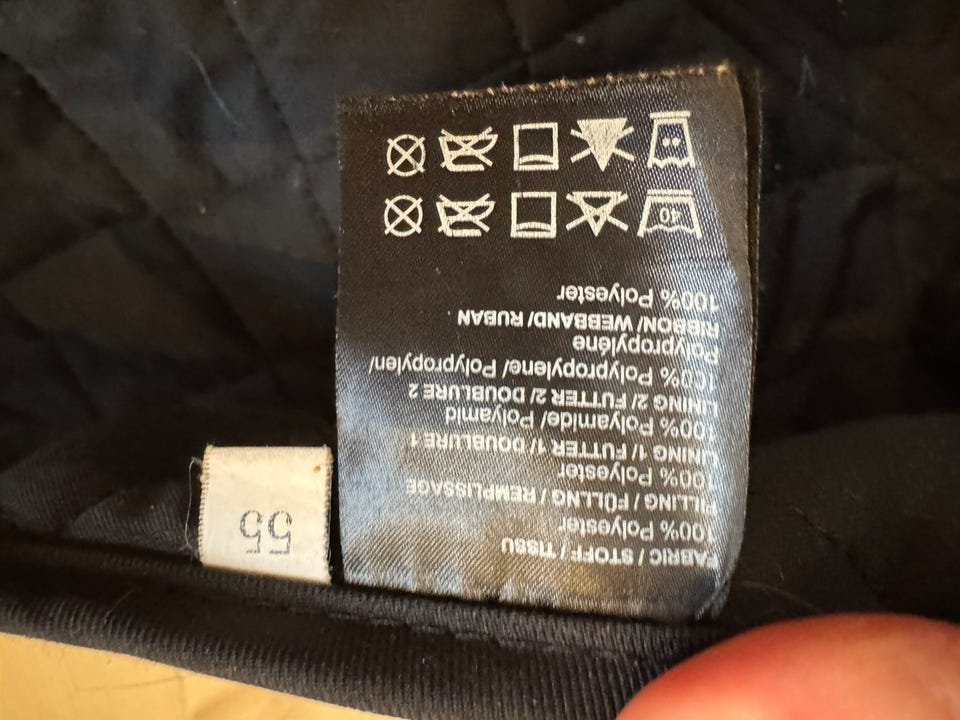 FABRIC / STOFF / TISSU
100% Polyester
FILLING / FÜLLNG / REMPLISSAGE
100% Polyester
LINING 1/ FUTTER 1/ DOUBLURE 1
100% Polyamide/ Polyamid
LINING 2/ FUTTER 2/ DOUBLURE 2
100% Polypropylene/ Polypropylen/
Polypropyléne
RIBBON/ WEBBAND/ RUBAN
100% Polyester
40
55